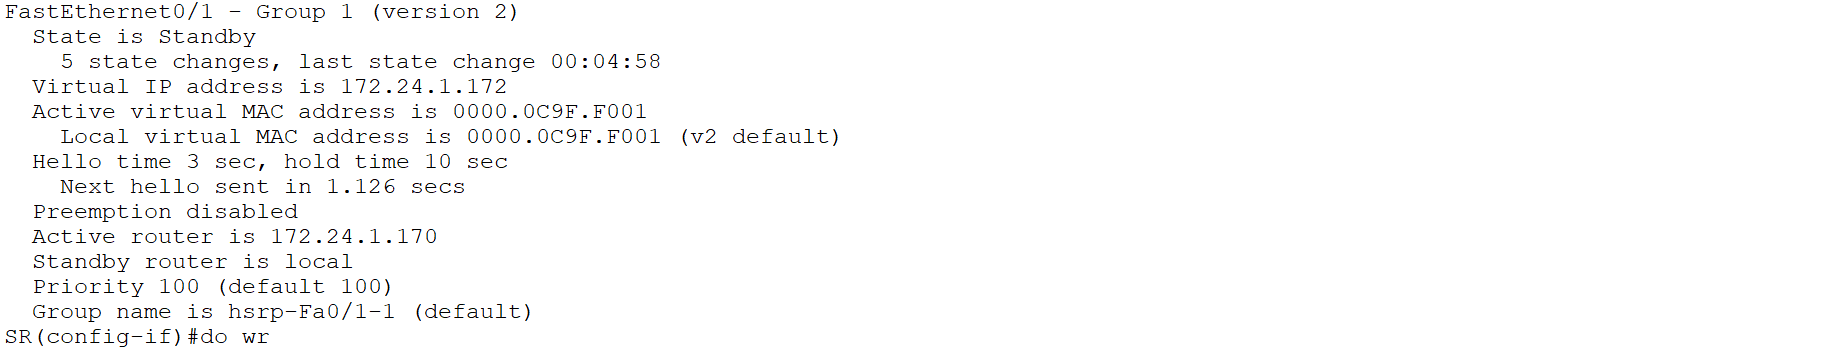 FastEthernet0/1 - Group 1 (version 2)
State is Standby
5 state changes, last state change 00:04:58
Virtual IP address is 172.24.1.172
Active virtual MAC address is 0000.0C9F.F001
Local virtual MAC address is 0000.0C9F.F001 (v2 default)
Hello time 3 sec, hold time 10 sec
Next hello sent in 1.126 secs
Preemption disabled
Active router is 172.24.1.170
Standby router is local
Priority 100 (default 100)
Group name is hsrp-Fa0/1-1 (default)
SR(config-if)#do wr